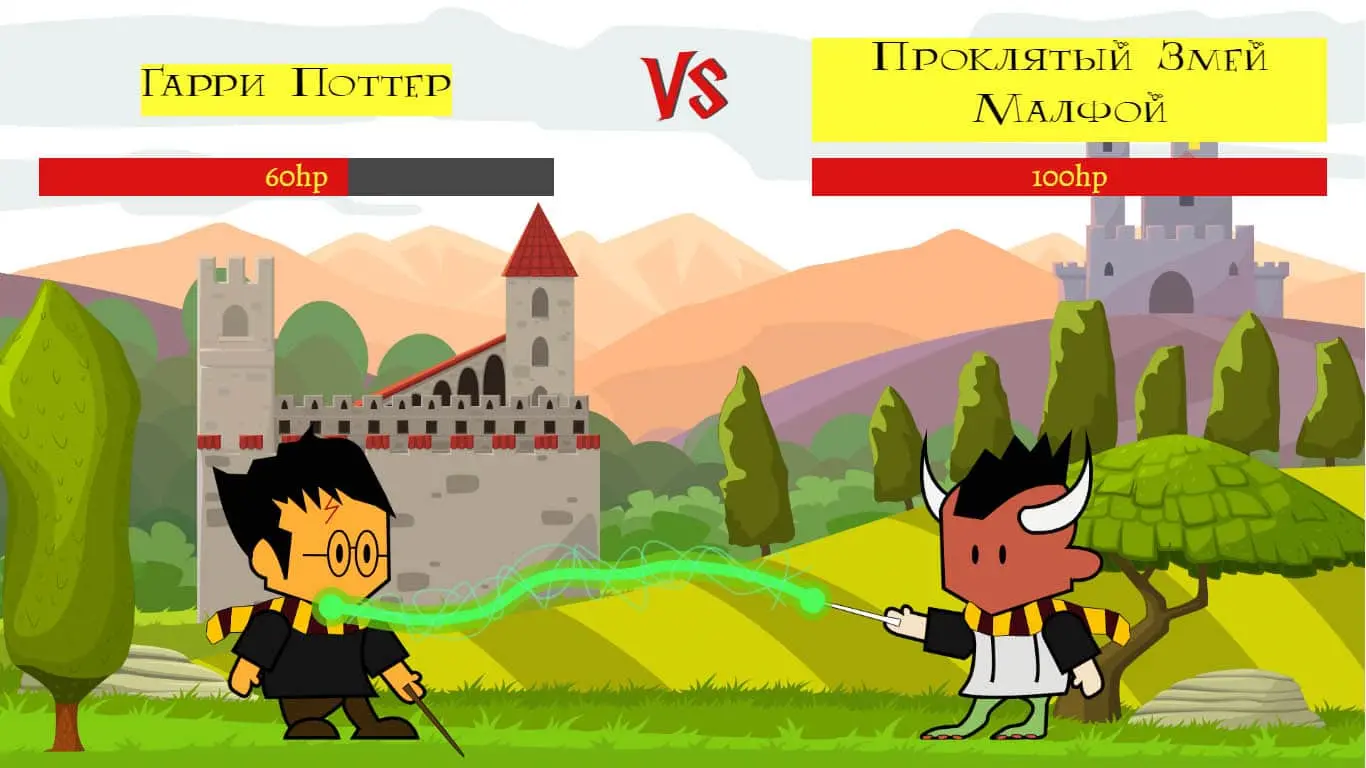 Гарри Поттер
VS
Проклятый Змей
Малфой
60hp
100hp